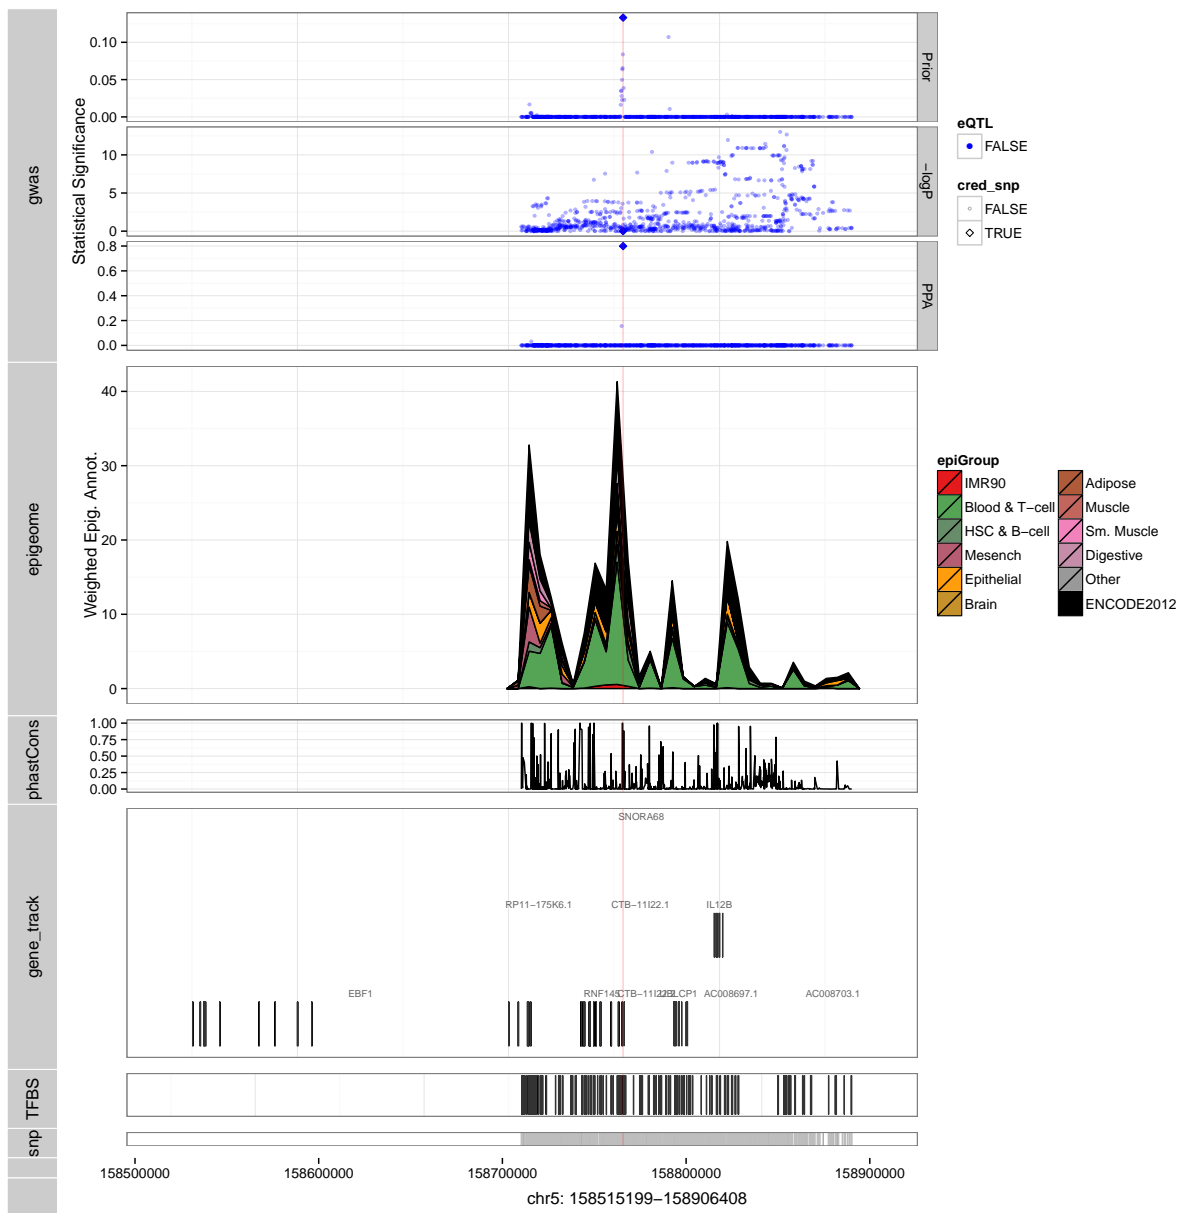 gwas
Statistical Significance
0.10
0.05
0.00
Prior
10
5
0
−logP
0.8
0.6
0.4
0.2
0.0
PPA
eQTL
FALSE
cred_snp
FALSE
TRUE
epigeome
Weighted Epig. Annot.
40
30
20
10
0
epiGroup
IMR90
Blood & T−cell
HSC & B−cell
Mesench
Epithelial
Brain
Adipose
Muscle
Sm. Muscle
Digestive
Other
ENCODE2012
phastCons
1.00
0.75
0.50
0.25
0.00
gene_track
SNORA68
RP11−175K6.1 CTB−11I22.1 IL12B
EBF1 RNF145 AC008697.1 AC008703.1
TFBS
snp
158500000 158600000 158700000 158800000 158900000
chr5: 158515199−158906408